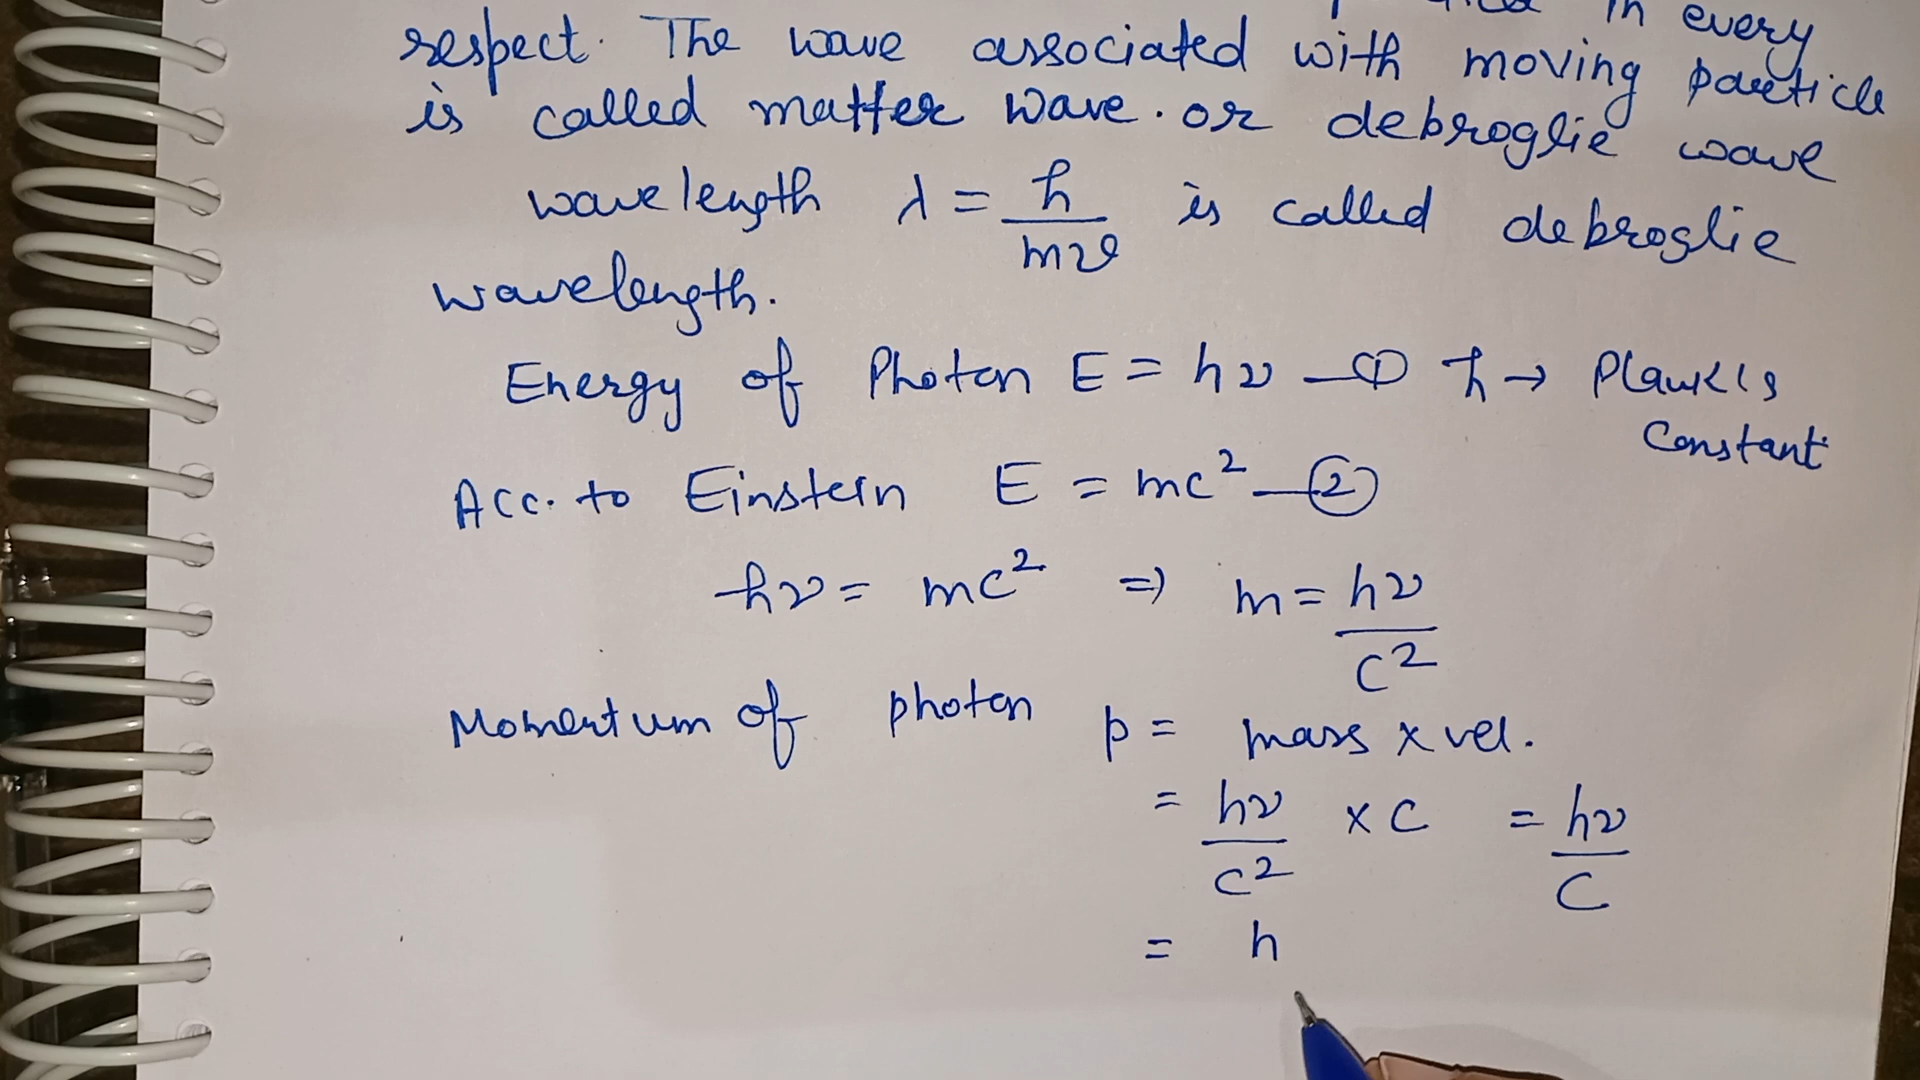 in every
respect. The wave associated with moving particle
is called matter wave. or debroglie wave
wavelength λ = h/mv is called debroglie
wavelength.
Energy of Photon E = hν —① h → Planck's
Constant
Acc. to Einstein E = mc² —②
hν = mc² ⇒ m = hν/c²
Momentum of photon p = mass x vel.
= hν/c² x c = hν/c
= h